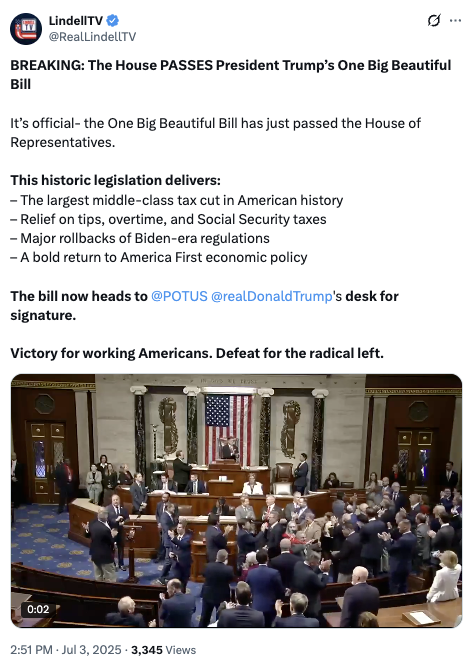 LindellTV
@RealLindellTV
BREAKING: The House PASSES President Trump’s One Big Beautiful
Bill
It’s official- the One Big Beautiful Bill has just passed the House of
Representatives.
This historic legislation delivers:
– The largest middle-class tax cut in American history
– Relief on tips, overtime, and Social Security taxes
– Major rollbacks of Biden-era regulations
– A bold return to America First economic policy
The bill now heads to @POTUS @realDonaldTrump's desk for
signature.
Victory for working Americans. Defeat for the radical left.
0:02
2:51 PM · Jul 3, 2025 · 3,345 Views